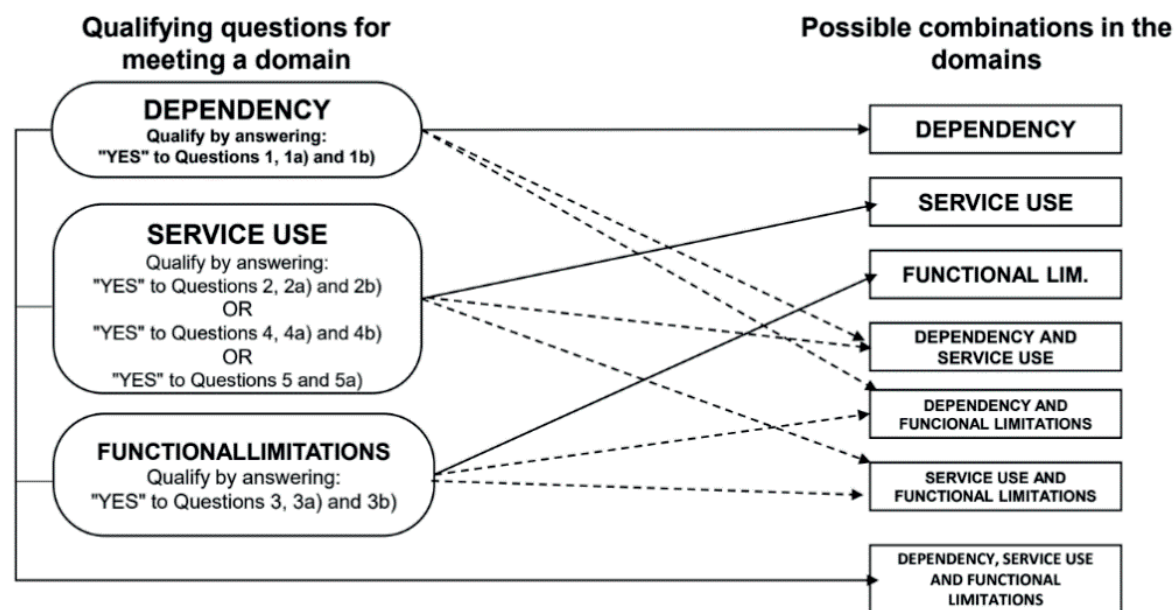 Qualifying questions for
meeting a domain
DEPENDENCY
Qualify by answering:
"YES" to Questions 1, 1a) and 1b)
SERVICE USE
Qualify by answering:
"YES" to Questions 2, 2a) and 2b)
OR
"YES" to Questions 4, 4a) and 4b)
OR
"YES" to Questions 5 and 5a)
FUNCTIONALLIMITATIONS
Qualify by answering:
"YES" to Questions 3, 3a) and 3b)
Possible combinations in the
domains
DEPENDENCY
SERVICE USE
FUNCTIONAL LIM.
DEPENDENCY AND
SERVICE USE
DEPENDENCY AND
FUNCIONAL LIMITATIONS
SERVICE USE AND
FUNCTIONAL LIMITATIONS
DEPENDENCY, SERVICE USE
AND FUNCTIONAL
LIMITATIONS